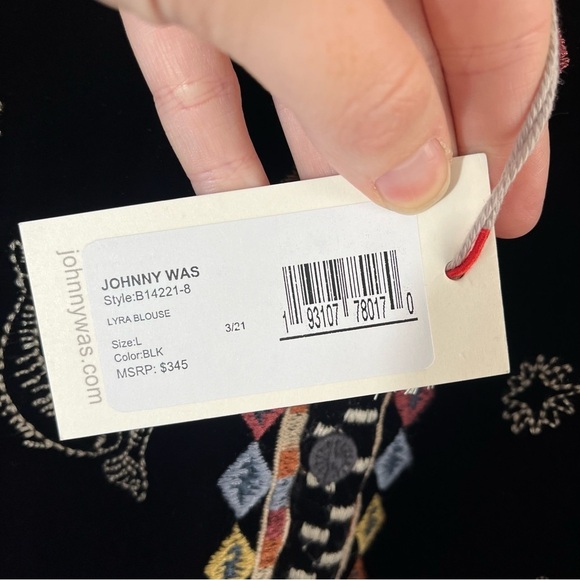 johnnywas.com
JOHNNY WAS
Style:B14221-8
LYRA BLOUSE
3/21
Size:L
Color:BLK
MSRP: $345
1 93107 78017 0